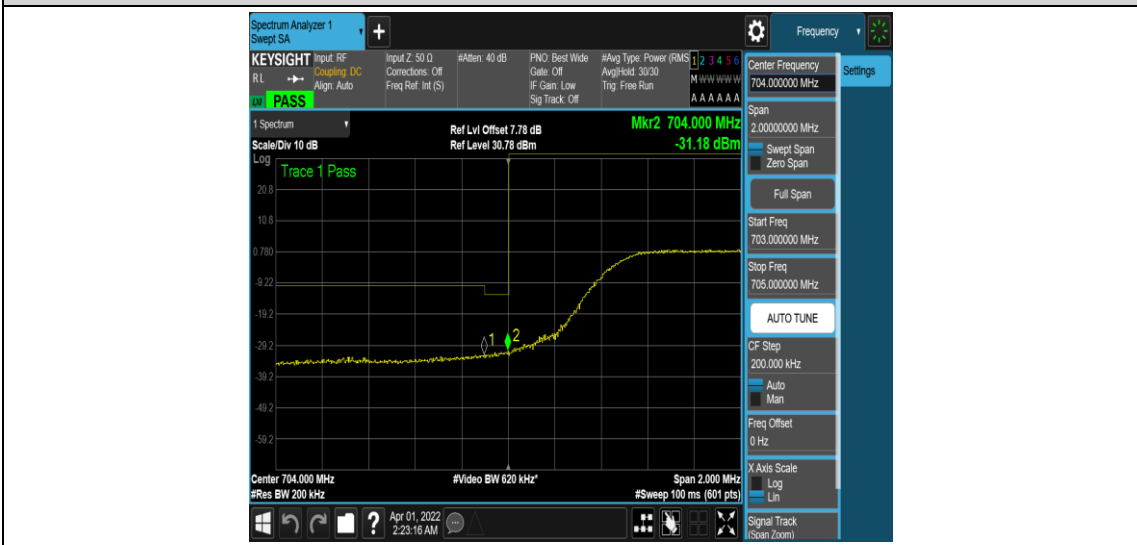 Spectrum Analyzer 1
Swept SA
+
Frequency
KEYSIGHT
RL
PASS
Input: RF
Coupling: DC
Align: Auto
Input Z: 50 Ω
Corrections: Off
Freq Ref: Int (S)
#Atten: 40 dB
PNO: Best Wide
Gate: Off
IF Gain: Low
Sig Track: Off
#Avg Type: Power (RMS
Avg|Hold: 30/30
Trig: Free Run
1 2 3 4 5 6
M W W W W W
A A A A A A
Center Frequency
704.000000 MHz
Settings
Span
2.00000000 MHz
Swept Span
Zero Span
Full Span
Start Freq
703.000000 MHz
Stop Freq
705.000000 MHz
AUTO TUNE
CF Step
200.000 kHz
Auto
Man
Freq Offset
0 Hz
X Axis Scale
Log
Lin
Signal Track
(Span Zoom)
1 Spectrum
Scale/Div 10 dB
Ref Lvl Offset 7.78 dB
Ref Level 30.78 dBm
Mkr2 704.000 MHz
-31.18 dBm
Log
Trace 1 Pass
20.8
10.8
0.780
-9.22
-19.2
-29.2
-39.2
-49.2
-59.2
1
2
Center 704.000 MHz
#Res BW 200 kHz
#Video BW 620 kHz*
Span 2.000 MHz
#Sweep 100 ms (601 pts)
?
Apr 01, 2022
2:23:16 AM